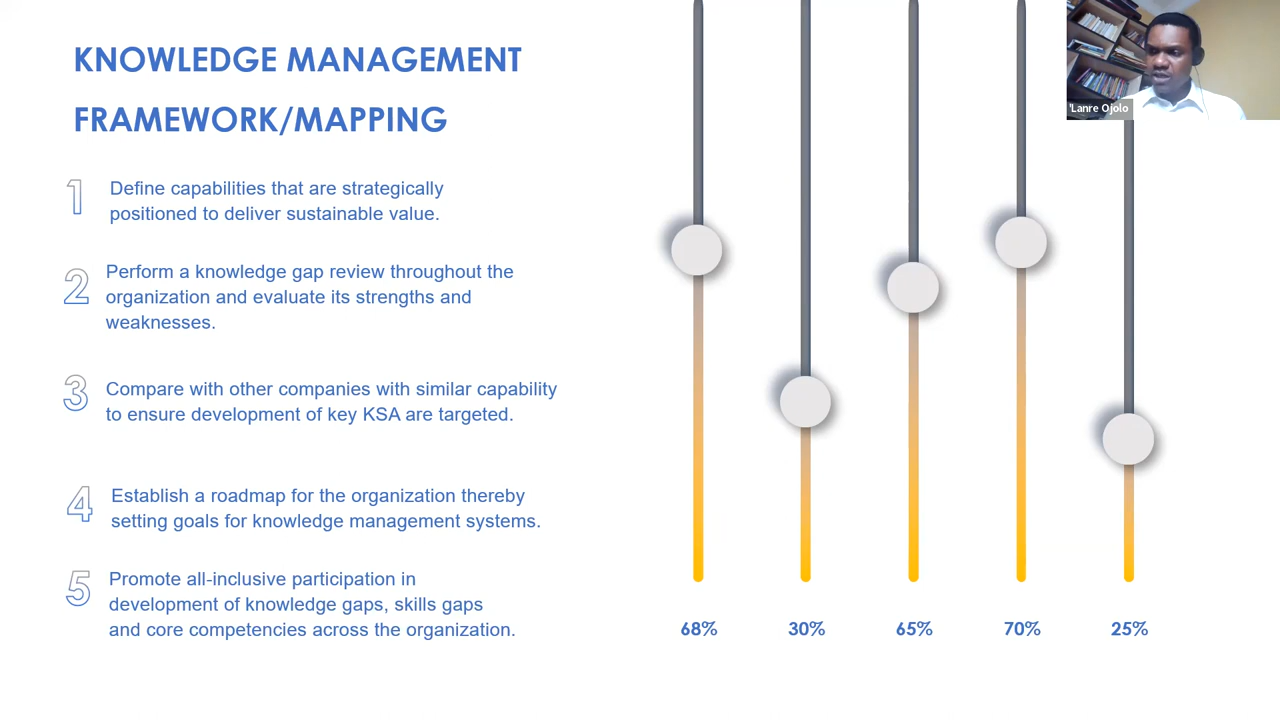 KNOWLEDGE MANAGEMENT
FRAMEWORK/MAPPING
1
Define capabilities that are strategically
positioned to deliver sustainable value.
2
Perform a knowledge gap review throughout the
organization and evaluate its strengths and
weaknesses.
3
Compare with other companies with similar capability
to ensure development of key KSA are targeted.
4
Establish a roadmap for the organization thereby
setting goals for knowledge management systems.
5
Promote all-inclusive participation in
development of knowledge gaps, skills gaps
and core competencies across the organization.
68% 30% 65% 70% 25%
'Lanre Ojolo